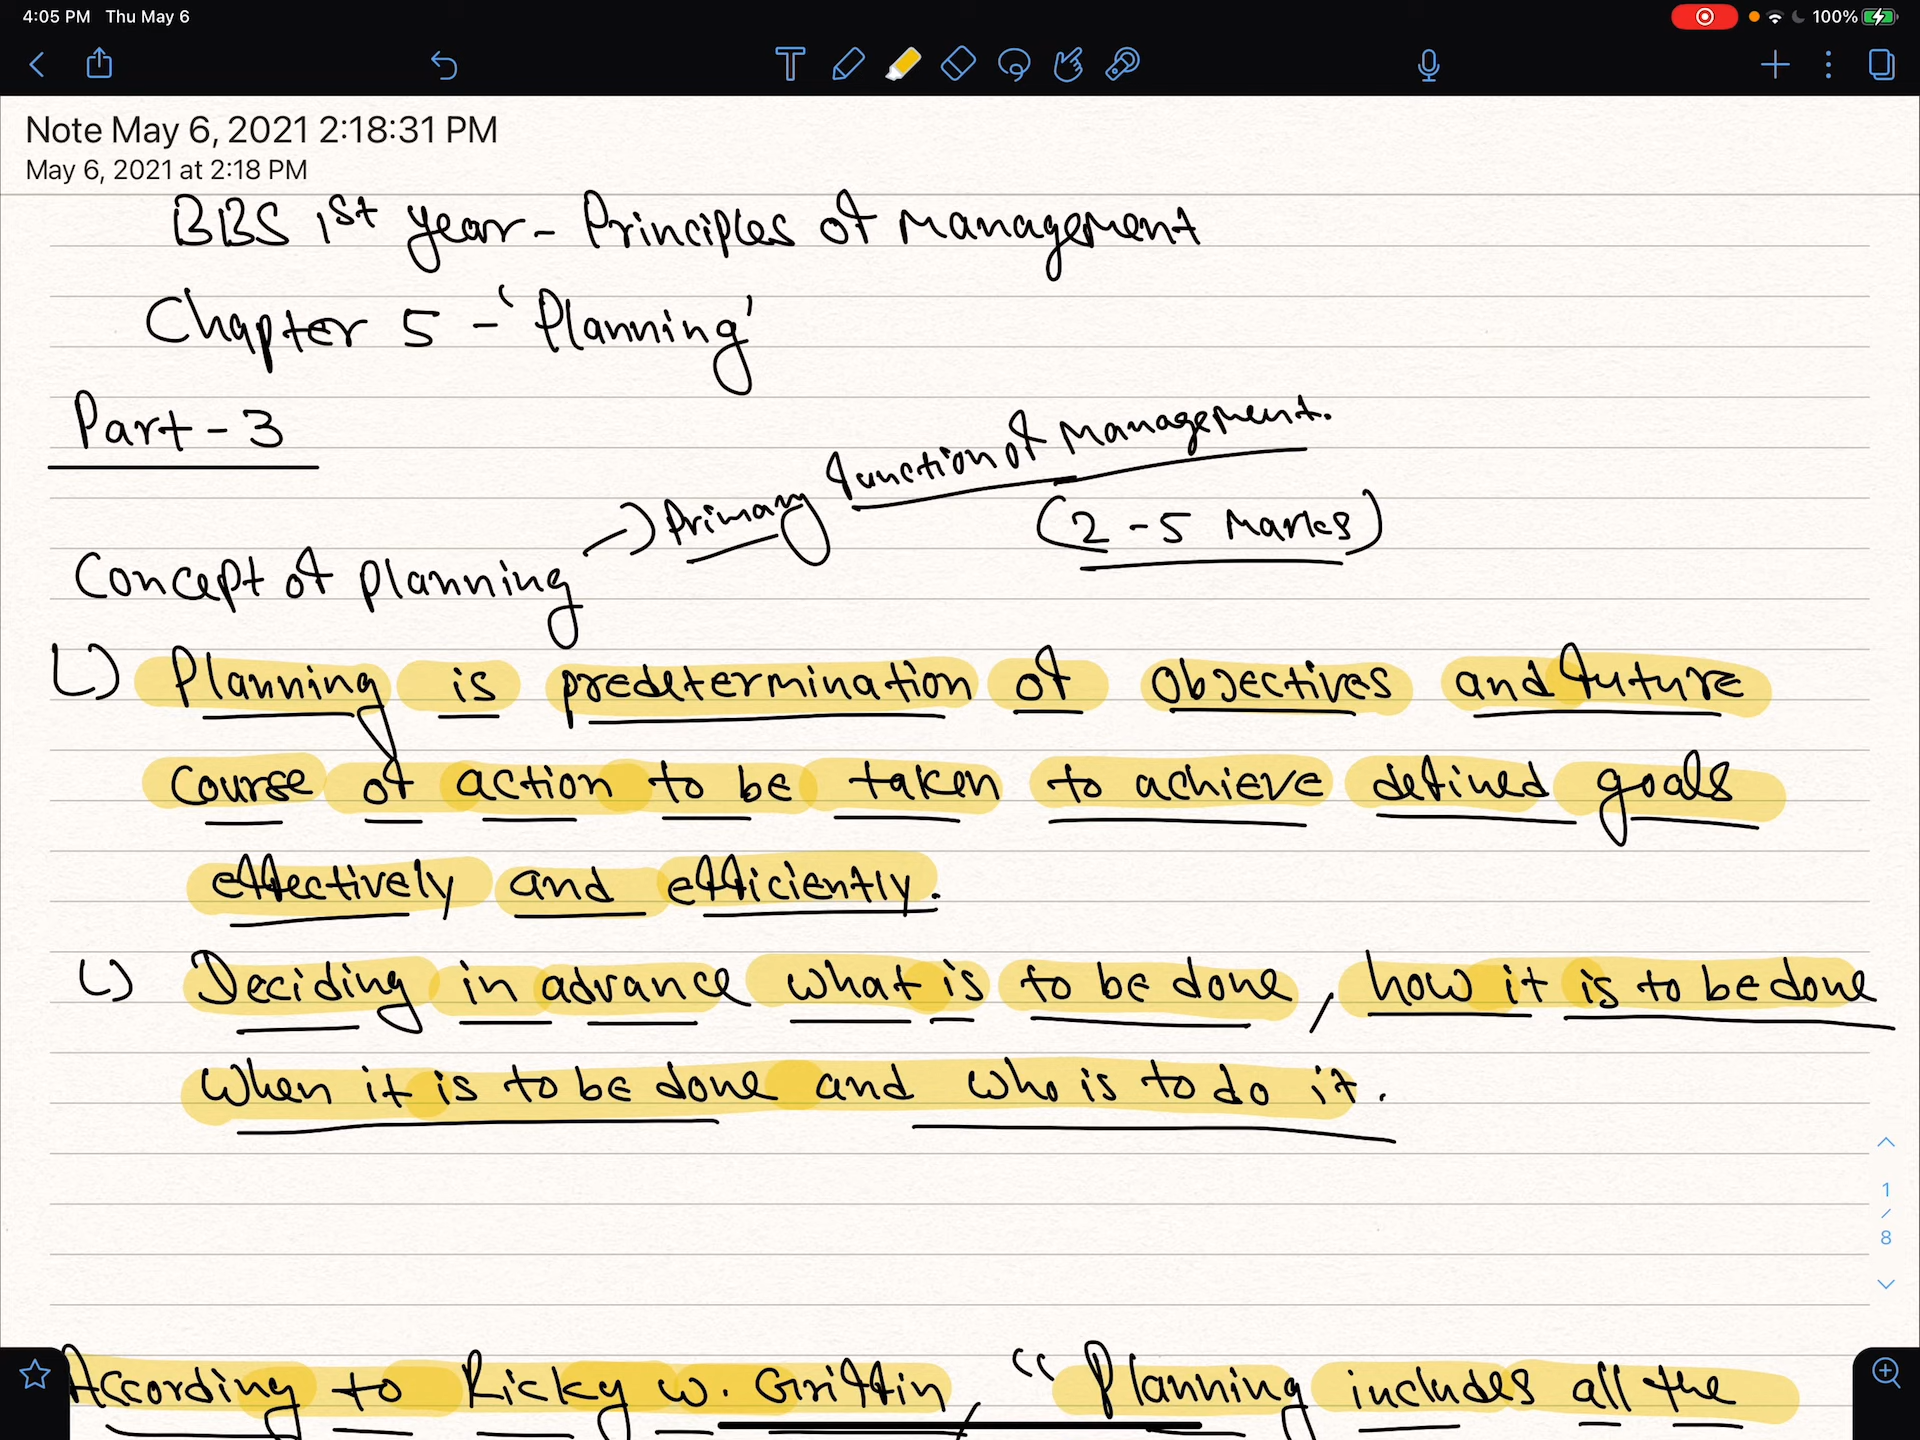 4:05 PM Thu May 6
100%
Note May 6, 2021 2:18:31 PM
May 6, 2021 at 2:18 PM
BBS 1st year - Principles of Management
Chapter 5 - 'Planning'
Part - 3
→ Primary function of Management.
(2 - 5 Marks)
Concept of planning
↳ Planning is predetermination of objectives and future
course of action to be taken to achieve defined goals
effectively and efficiently.
↳ Deciding in advance what is to be done, how it is to be done
when it is to be done and who is to do it.
1
/
8
According to Ricky W. Griffin, "Planning includes all the